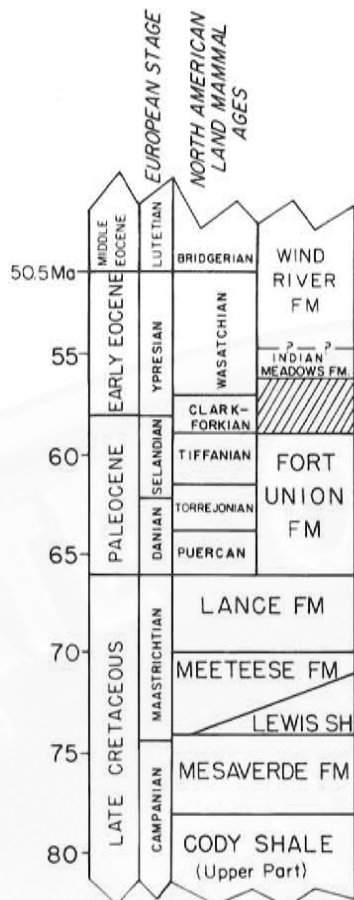 EUROPEAN STAGE
NORTH AMERICAN
LAND MAMMAL
AGES
MIDDLE
EOCENE
LUTETIAN
BRIDGERIAN
WIND
RIVER
FM
50.5 Ma
EARLY EOCENE
YPRESIAN
WASATCHIAN
55
? ?
INDIAN
MEADOWS FM.
CLARK-
FORKIAN
60
PALEOCENE
SELANDIAN
TIFFANIAN
FORT
UNION
FM
DANIAN
TORREJONIAN
65
PUERCAN
LATE CRETACEOUS
MAASTRICHTIAN
LANCE FM
70
MEETEESE FM
LEWIS SH
75
CAMPANIAN
MESAVERDE FM
80
CODY SHALE
(Upper Part)